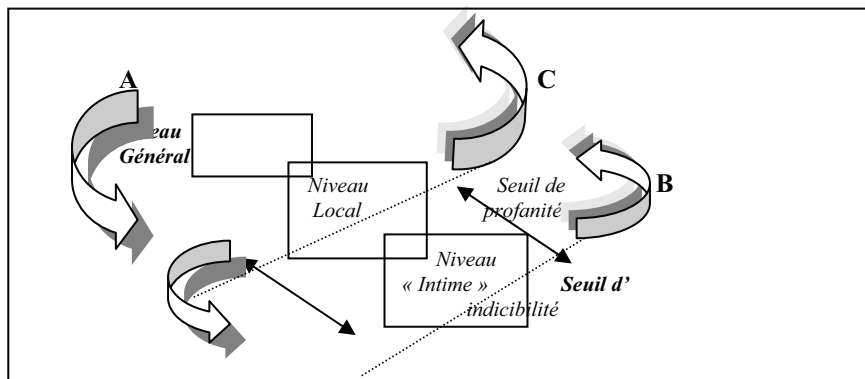 A
C
eau
Général
Niveau
Local
Seuil de
profanité
B
Niveau
« Intime »
Seuil d’
indicibilité